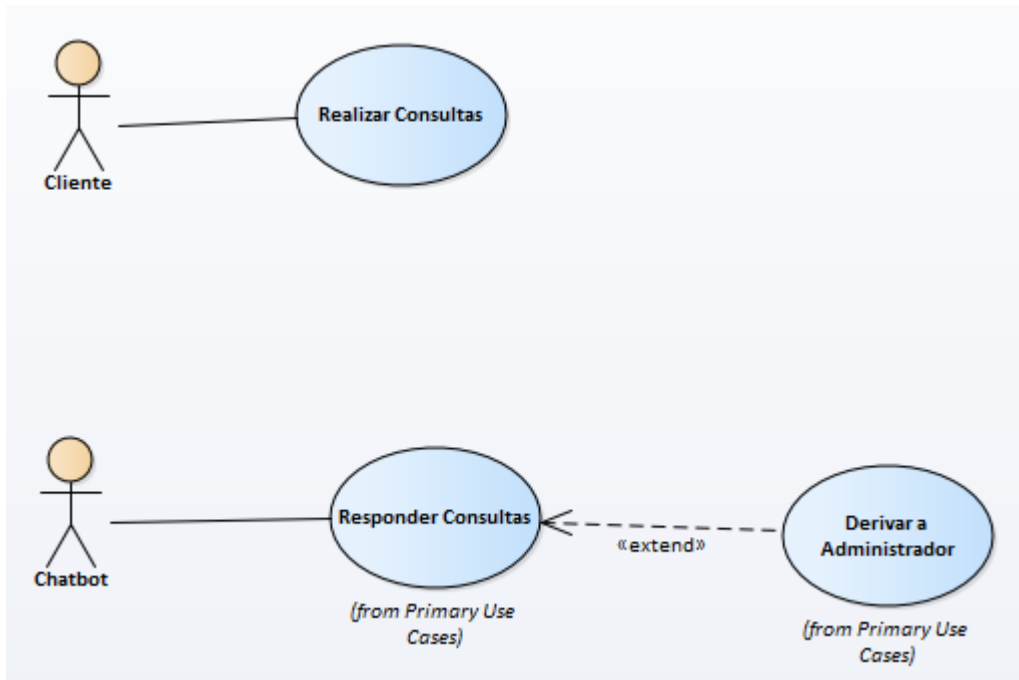 Realizar Consultas
Cliente
Responder Consultas
«extend»
Derivar a
Administrador
Chatbot
(from Primary Use
Cases)
(from Primary Use
Cases)